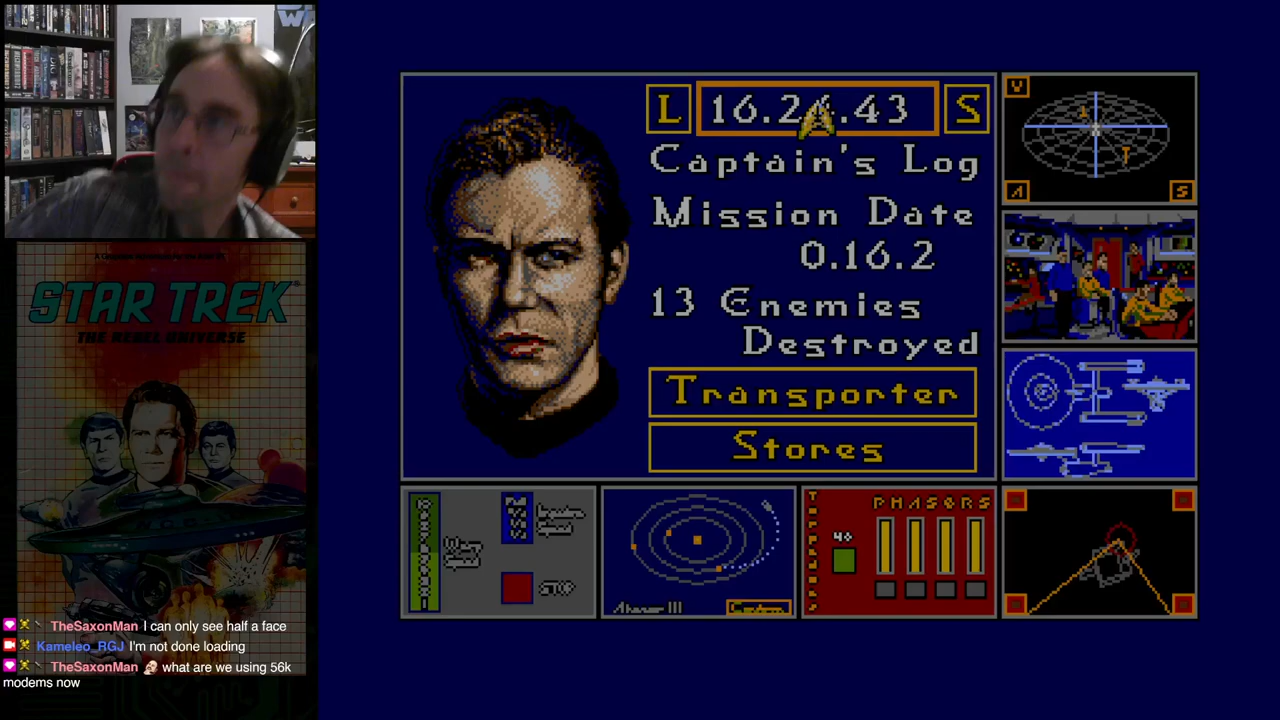 L 16.24.43 S
Captain's Log
Mission Date
0.16.2
13 Enemies
Destroyed
Transporter
Stores
V
A
S
PHASERS
40
STAR TREK®
THE REBEL UNIVERSE
TheSaxonMan I can only see half a face
Kameleo_RGJ I'm not done loading
TheSaxonMan what are we using 56k
modems now